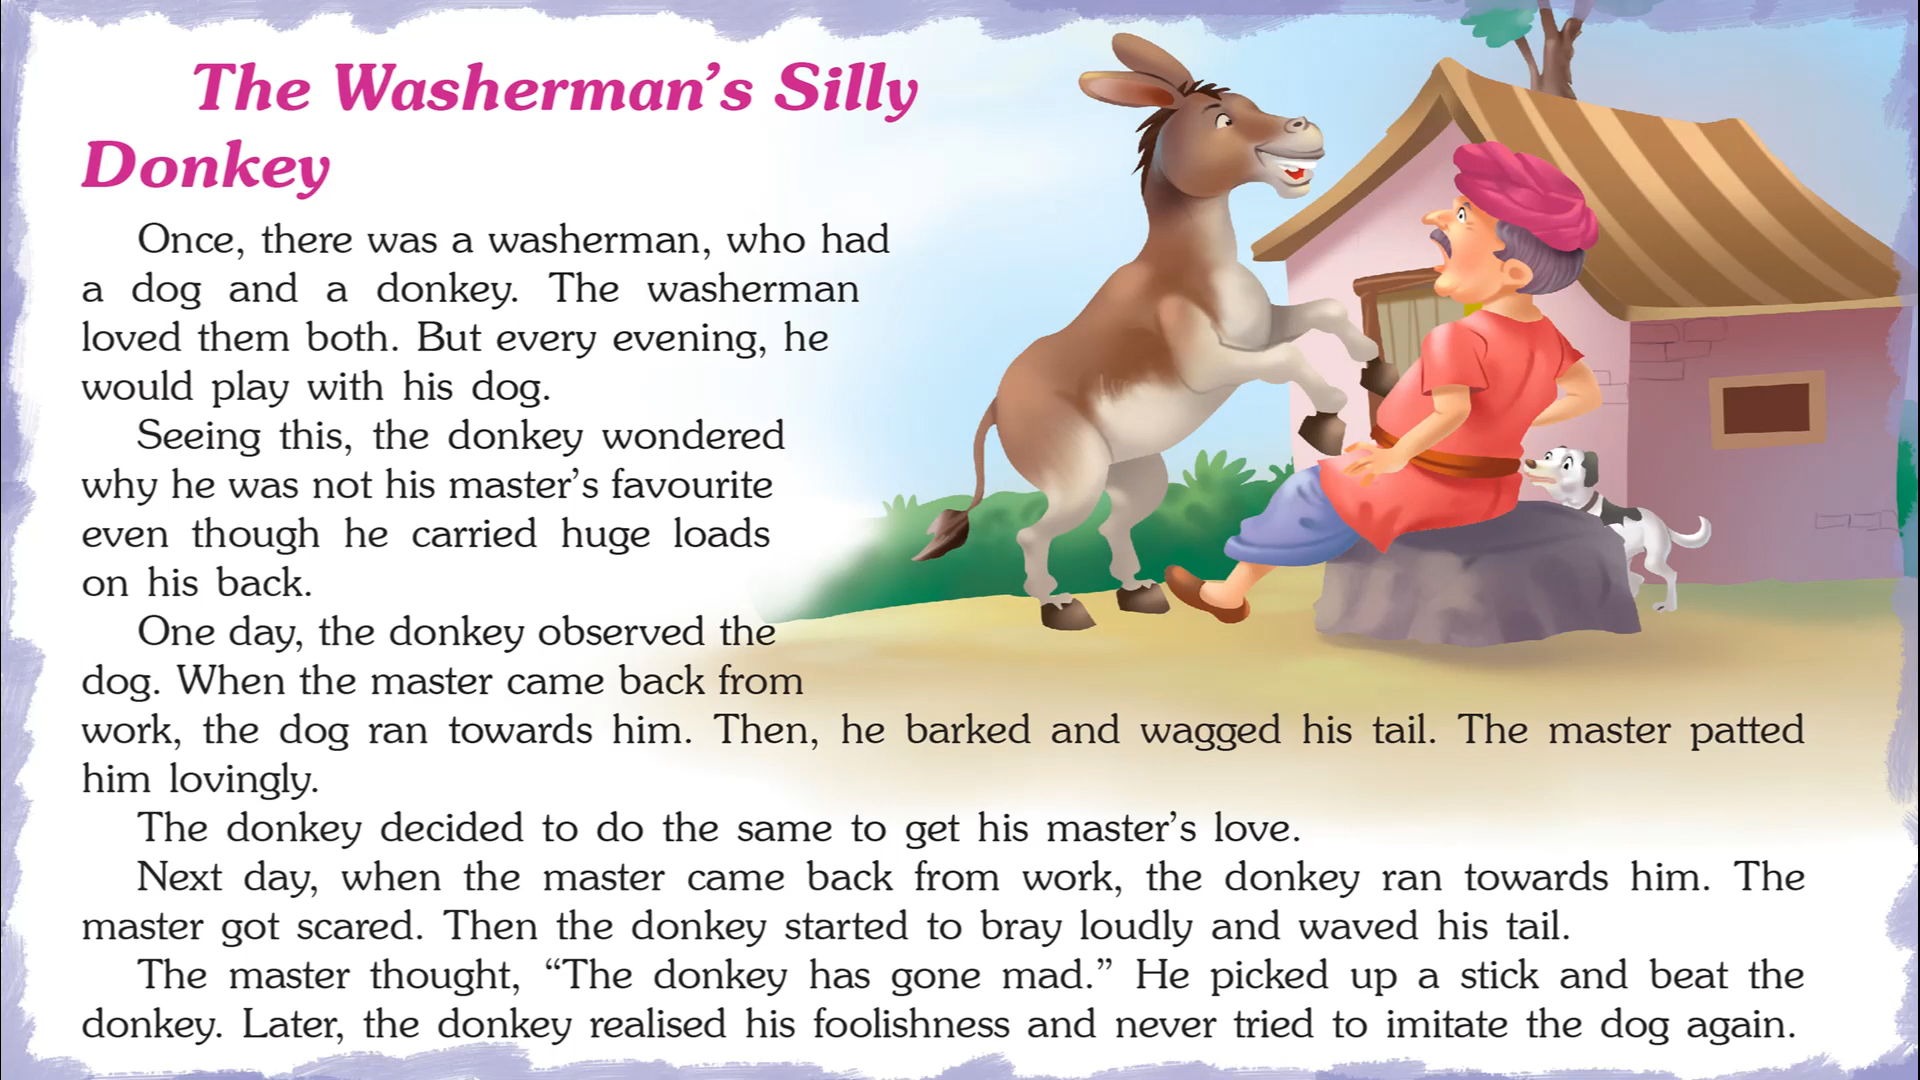 The Washerman’s Silly
Donkey
Once, there was a washerman, who had
a dog and a donkey. The washerman
loved them both. But every evening, he
would play with his dog.
Seeing this, the donkey wondered
why he was not his master’s favourite
even though he carried huge loads
on his back.
One day, the donkey observed the
dog. When the master came back from
work, the dog ran towards him. Then, he barked and wagged his tail. The master patted
him lovingly.
The donkey decided to do the same to get his master’s love.
Next day, when the master came back from work, the donkey ran towards him. The
master got scared. Then the donkey started to bray loudly and waved his tail.
The master thought, “The donkey has gone mad.” He picked up a stick and beat the
donkey. Later, the donkey realised his foolishness and never tried to imitate the dog again.